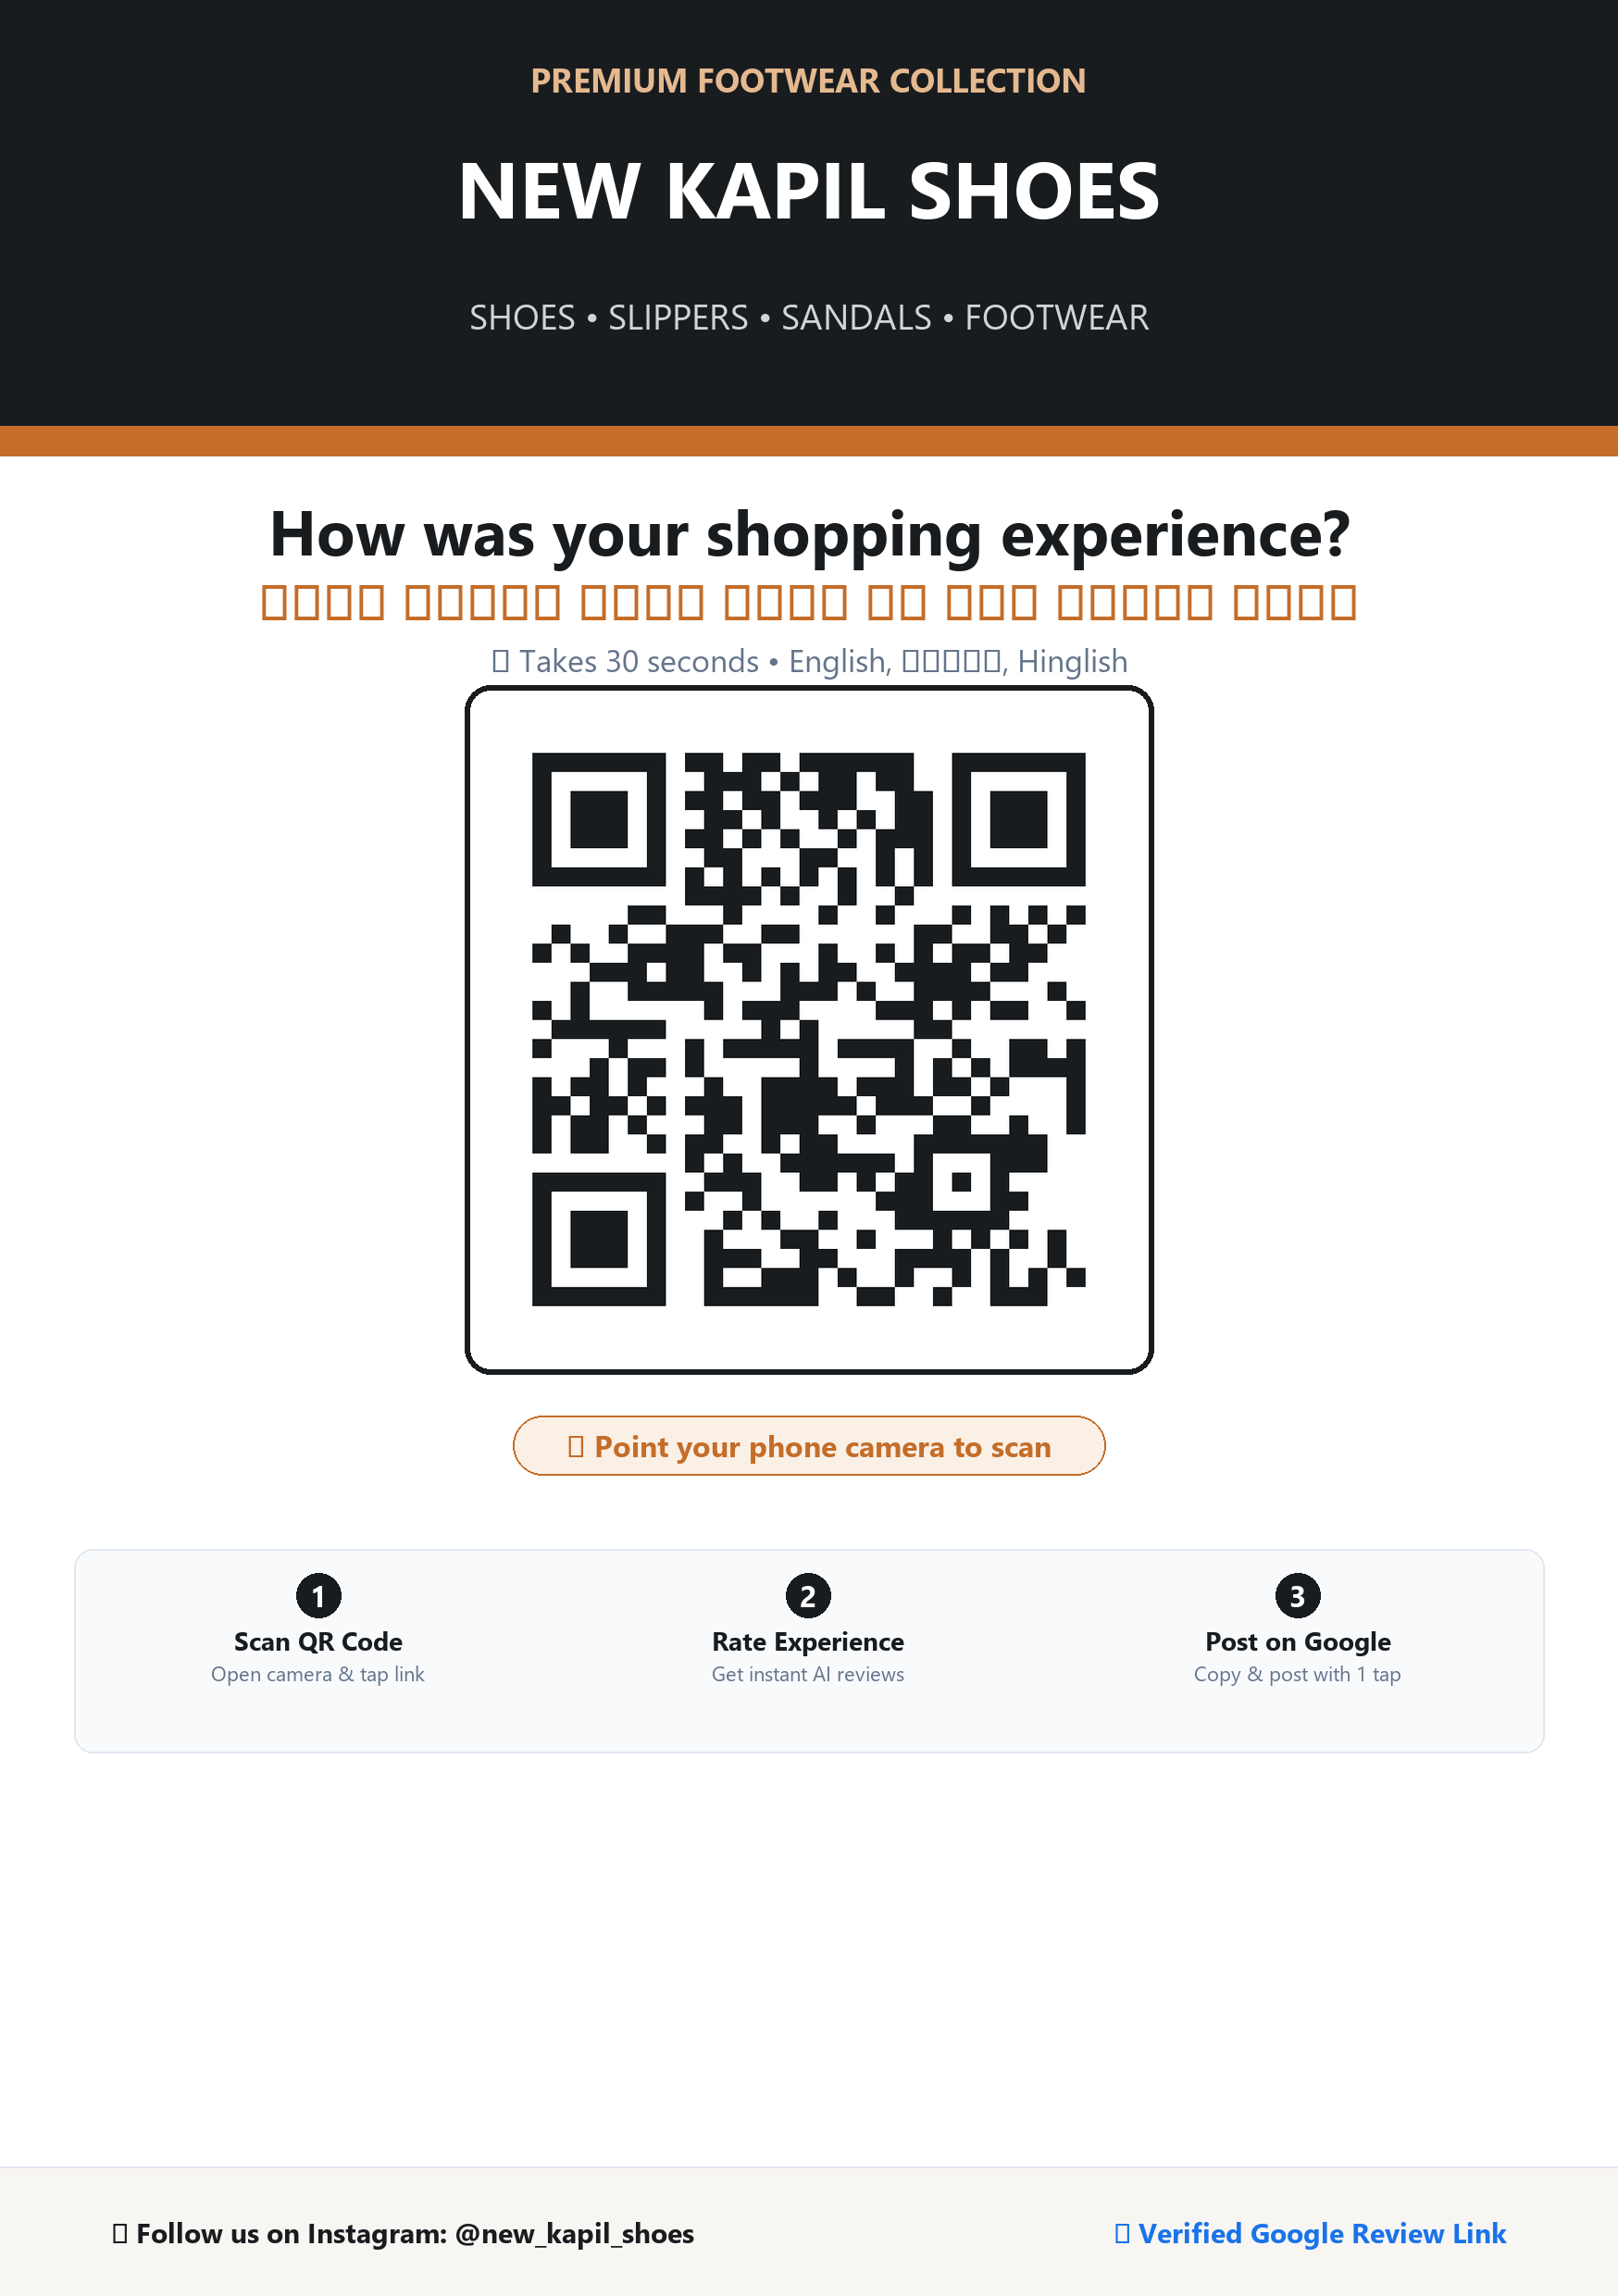 PREMIUM FOOTWEAR COLLECTION
NEW KAPIL SHOES
SHOES • SLIPPERS • SANDALS • FOOTWEAR
How was your shopping experience?
Takes 30 seconds • English, Hinglish
Point your phone camera to scan
1
Scan QR Code
Open camera & tap link
2
Rate Experience
Get instant AI reviews
3
Post on Google
Copy & post with 1 tap
Follow us on Instagram: @new_kapil_shoes
Verified Google Review Link